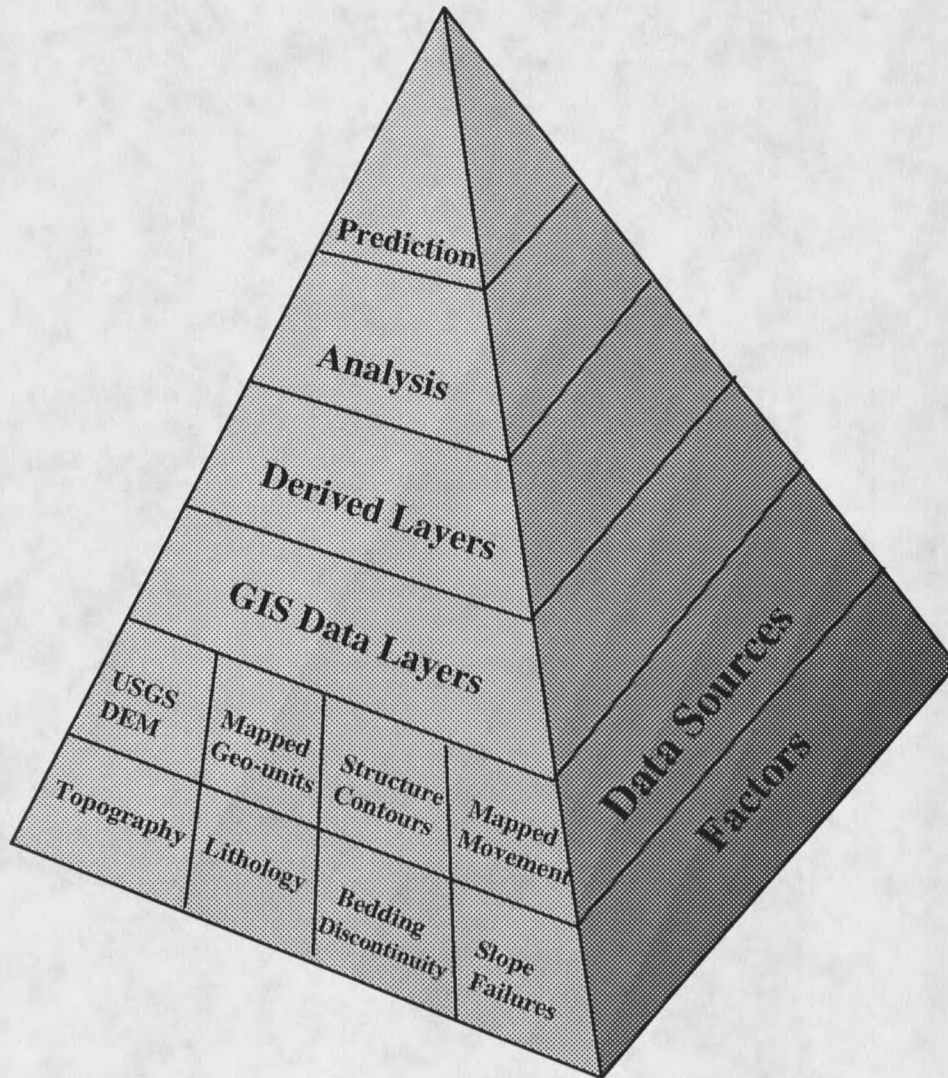 Prediction
Analysis
Derived Layers
GIS Data Layers
USGS
DEM
Mapped
Geo-units
Structure
Contours
Mapped
Movement
Data Sources
Topography
Lithology
Bedding
Discontinuity
Slope
Failures
Factors